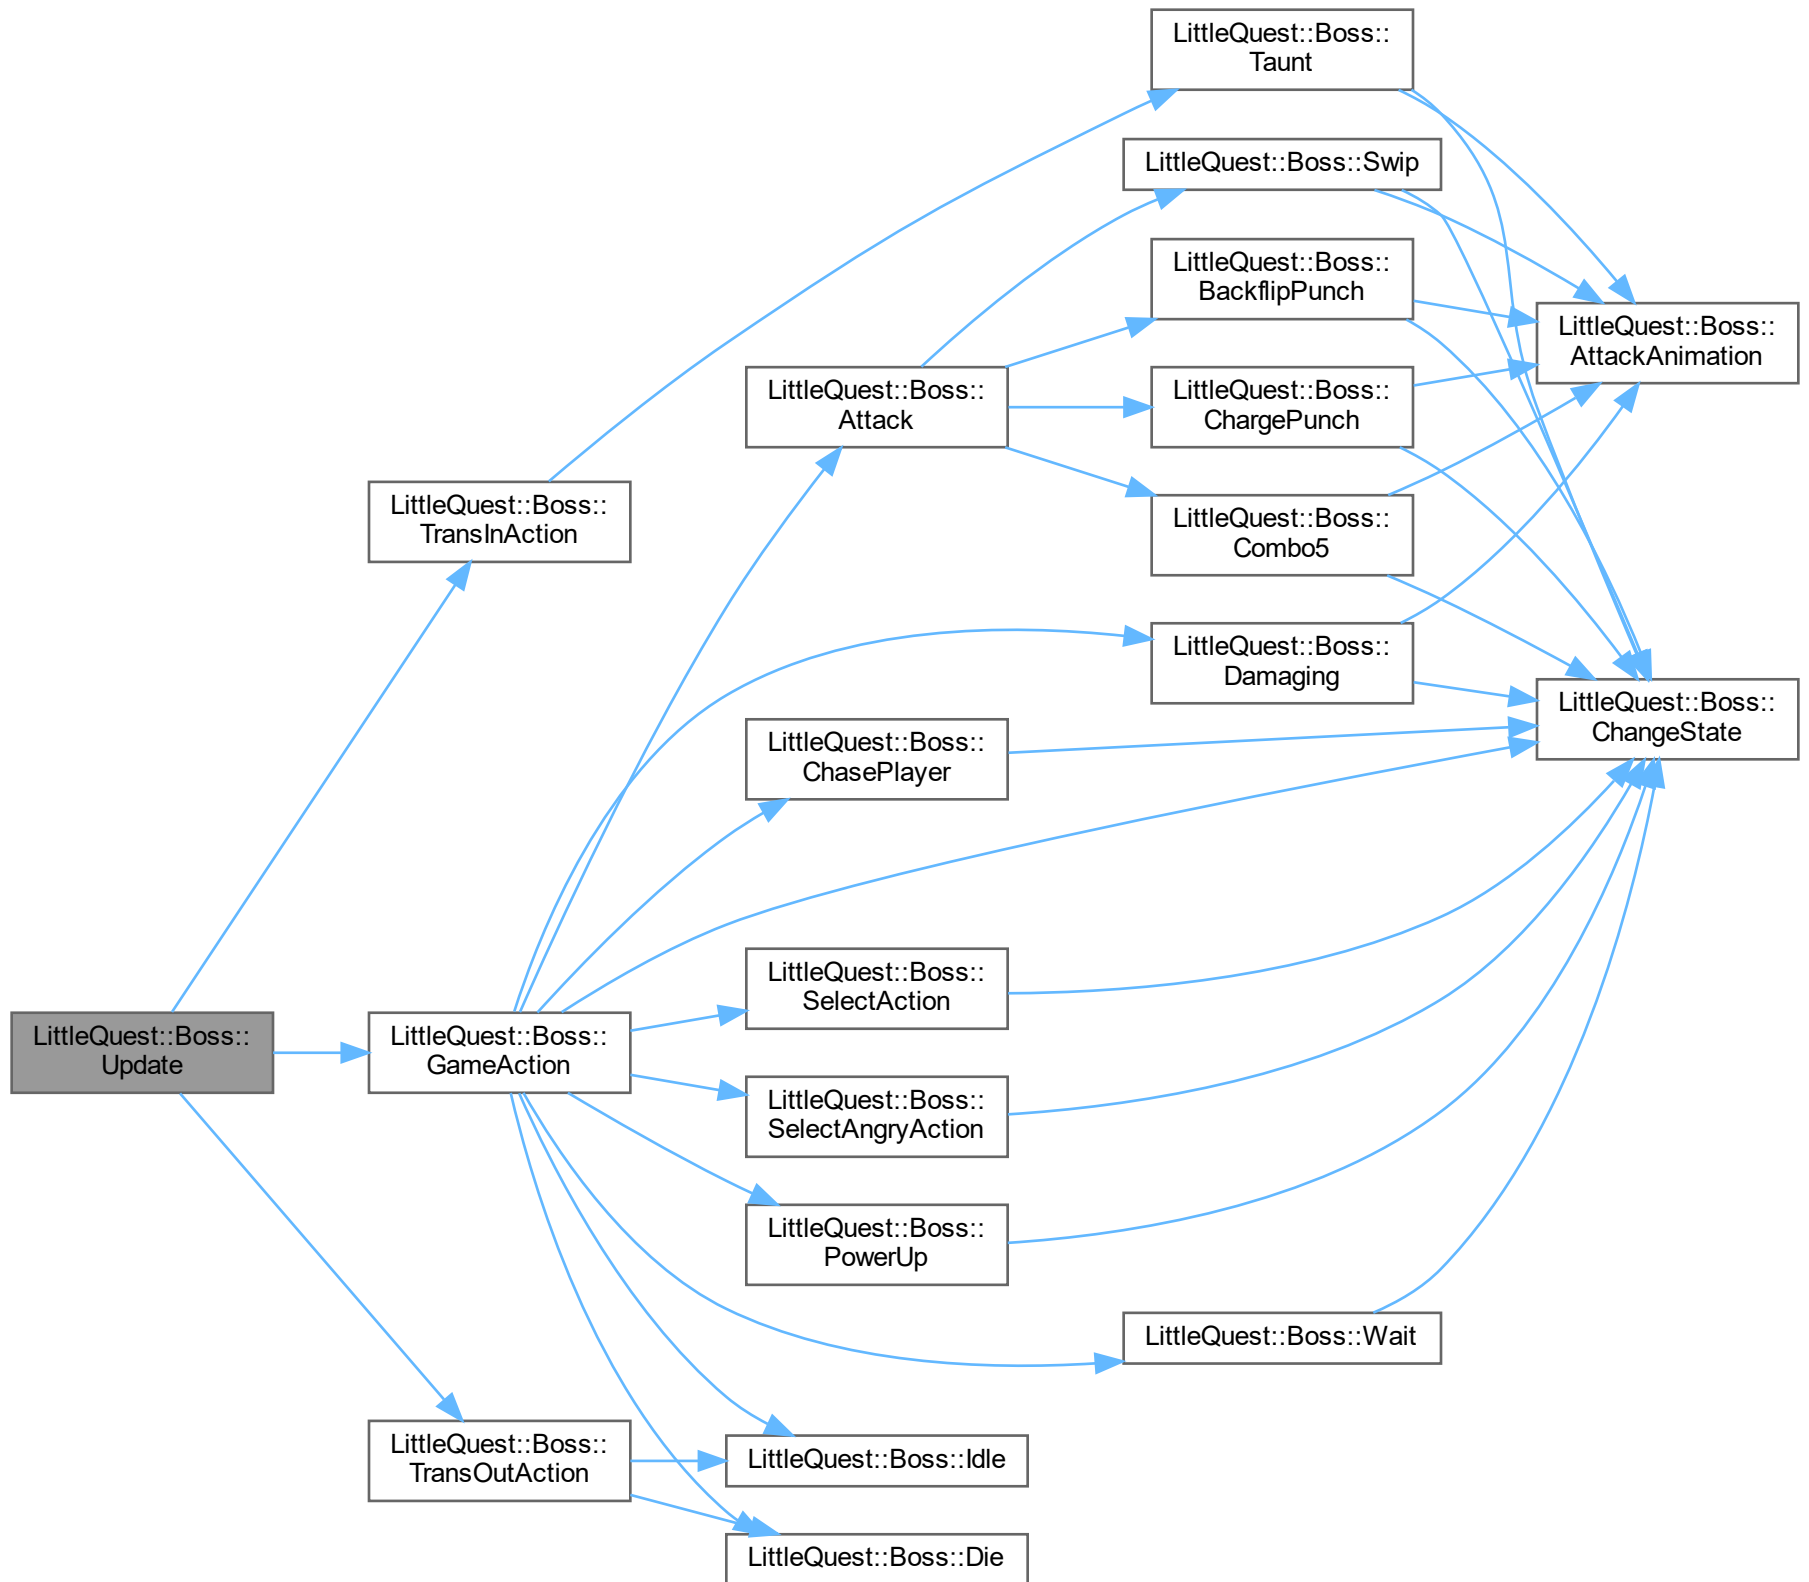 LittleQuest::Boss::
Taunt
LittleQuest::Boss::Swip
LittleQuest::Boss::
BackflipPunch
LittleQuest::Boss::
AttackAnimation
LittleQuest::Boss::
Attack
LittleQuest::Boss::
ChargePunch
LittleQuest::Boss::
TransInAction
LittleQuest::Boss::
Combo5
LittleQuest::Boss::
Damaging
LittleQuest::Boss::
ChangeState
LittleQuest::Boss::
ChasePlayer
LittleQuest::Boss::
SelectAction
LittleQuest::Boss::
Update
LittleQuest::Boss::
GameAction
LittleQuest::Boss::
SelectAngryAction
LittleQuest::Boss::
PowerUp
LittleQuest::Boss::Wait
LittleQuest::Boss::
TransOutAction
LittleQuest::Boss::Idle
LittleQuest::Boss::Die